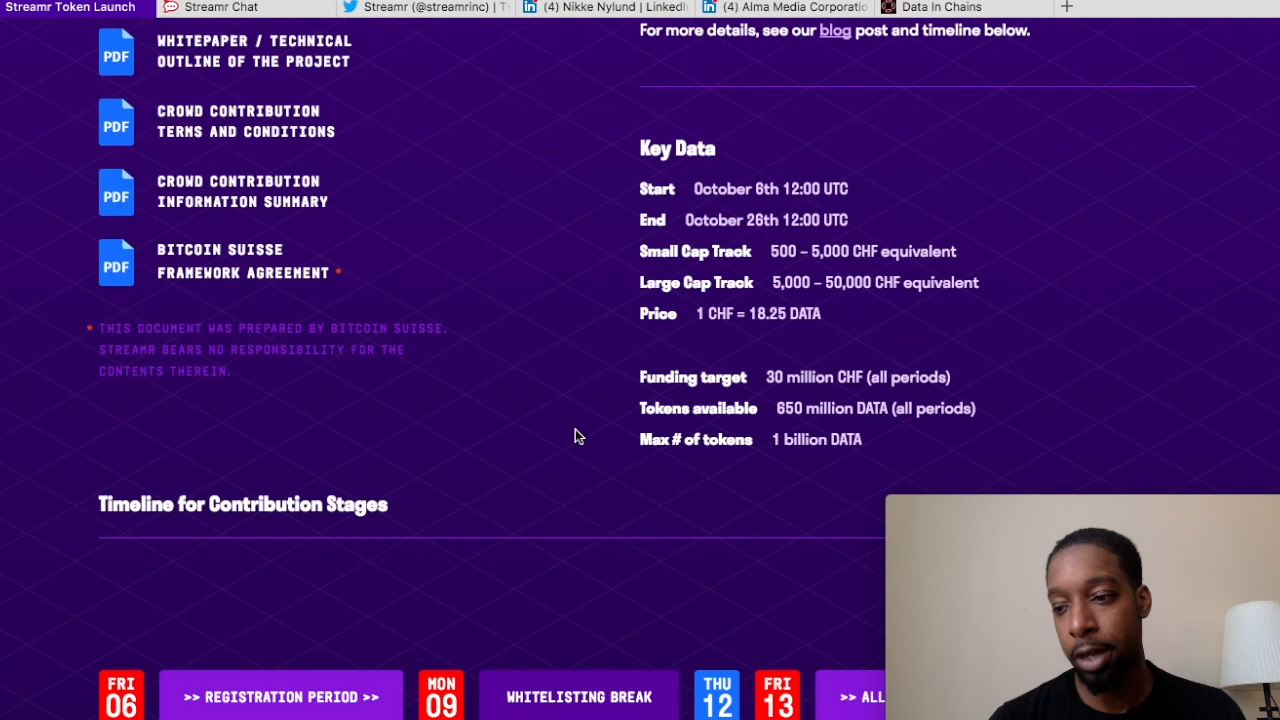 Streamr Token Launch
Streamr Chat
Streamr (@streamrinc) | T
(4) Nikke Nylund | LinkedI
(4) Alma Media Corporatio
Data In Chains
+
PDF
WHITEPAPER / TECHNICAL
OUTLINE OF THE PROJECT
PDF
CROWD CONTRIBUTION
TERMS AND CONDITIONS
PDF
CROWD CONTRIBUTION
INFORMATION SUMMARY
PDF
BITCOIN SUISSE
FRAMEWORK AGREEMENT *
* THIS DOCUMENT WAS PREPARED BY BITCOIN SUISSE.
STREAMR BEARS NO RESPONSIBILITY FOR THE
CONTENTS THEREIN.
For more details, see our blog post and timeline below.
Key Data
Start October 6th 12:00 UTC
End October 26th 12:00 UTC
Small Cap Track 500 – 5,000 CHF equivalent
Large Cap Track 5,000 – 50,000 CHF equivalent
Price 1 CHF = 18.25 DATA
Funding target 30 million CHF (all periods)
Tokens available 650 million DATA (all periods)
Max # of tokens 1 billion DATA
Timeline for Contribution Stages
FRI
06
>> REGISTRATION PERIOD >>
MON
09
WHITELISTING BREAK
THU
12
FRI
13
>> ALL